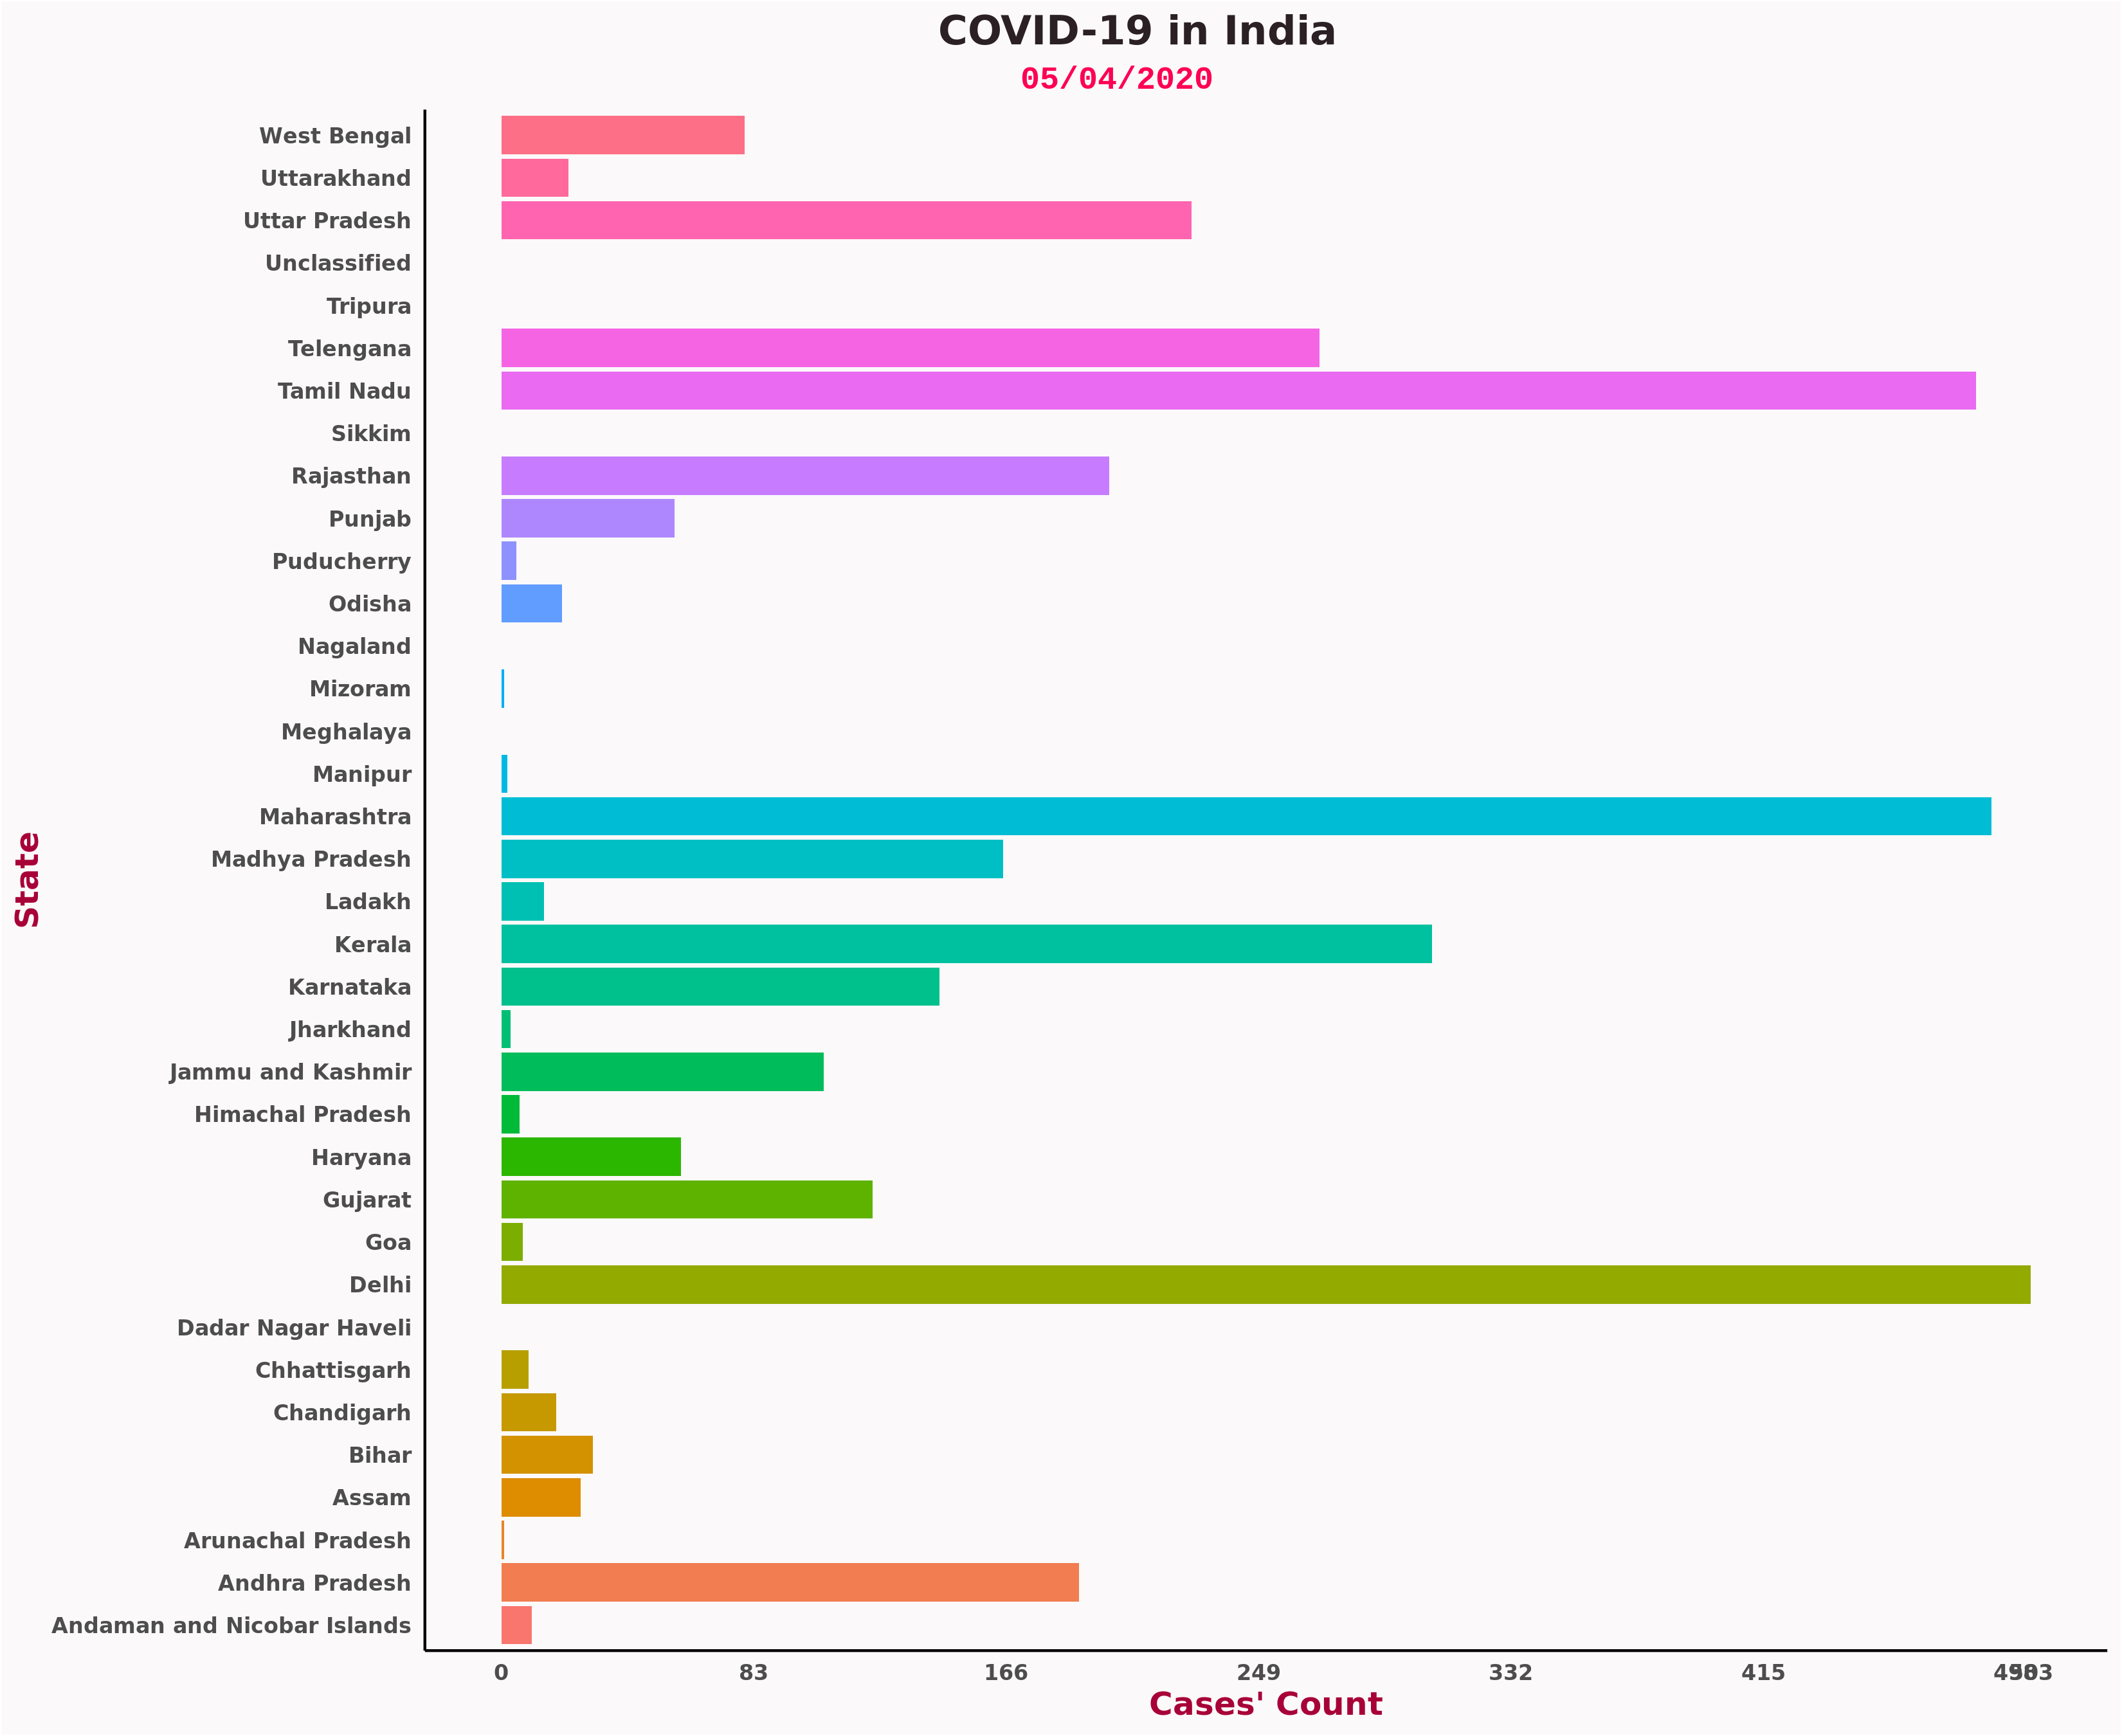 COVID-19 in India
05/04/2020
West Bengal
Uttarakhand
Uttar Pradesh
Unclassified
Tripura
Telengana
Tamil Nadu
Sikkim
Rajasthan
Punjab
Puducherry
Odisha
Nagaland
Mizoram
Meghalaya
Manipur
Maharashtra
Madhya Pradesh
Ladakh
Kerala
Karnataka
Jharkhand
Jammu and Kashmir
Himachal Pradesh
Haryana
Gujarat
Goa
Delhi
Dadar Nagar Haveli
Chhattisgarh
Chandigarh
Bihar
Assam
Arunachal Pradesh
Andhra Pradesh
Andaman and Nicobar Islands
State
0 83 166 249 332 415 498 503
Cases' Count